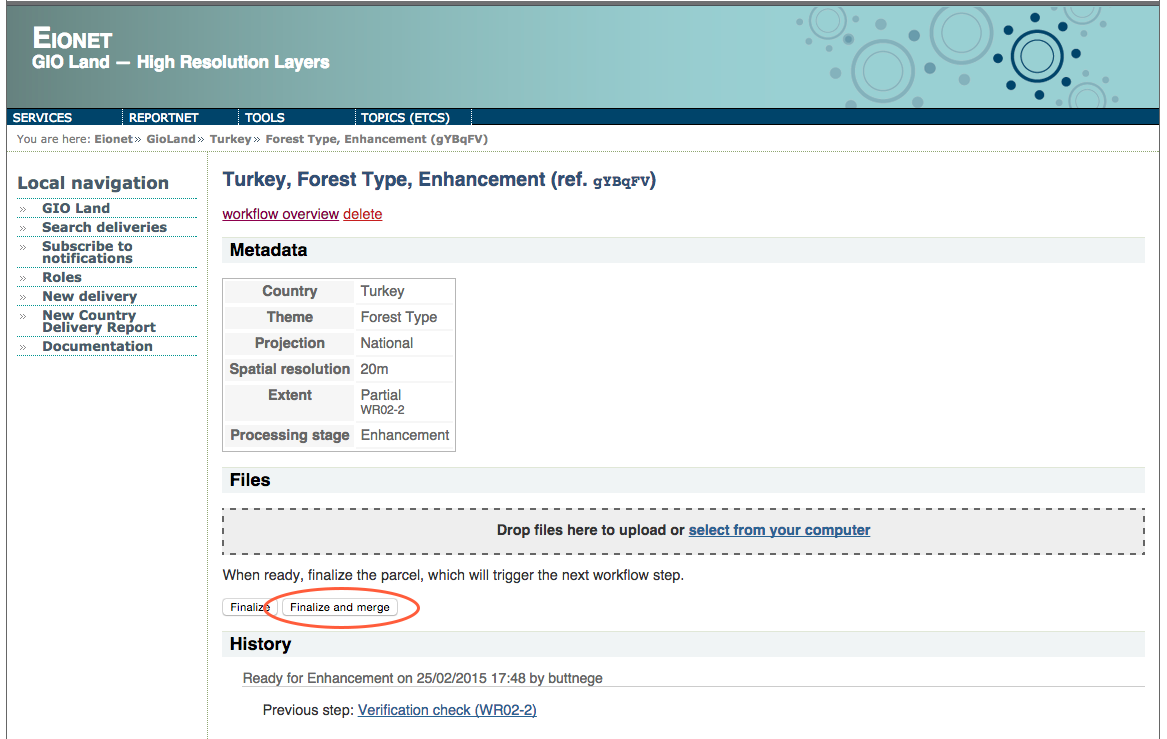 EIONET
GIO Land — High Resolution Layers
SERVICES REPORTNET TOOLS TOPICS (ETCS)
You are here: Eionet» GioLand» Turkey» Forest Type, Enhancement (gYBqFV)
Local navigation
» GIO Land
» Search deliveries
» Subscribe to
notifications
» Roles
» New delivery
» New Country
Delivery Report
» Documentation
Turkey, Forest Type, Enhancement (ref. gYBqFV)
workflow overview delete
Metadata
Country Turkey
Theme Forest Type
Projection National
Spatial resolution 20m
Extent Partial
WR02-2
Processing stage Enhancement
Files
Drop files here to upload or select from your computer
When ready, finalize the parcel, which will trigger the next workflow step.
Finalize Finalize and merge
History
Ready for Enhancement on 25/02/2015 17:48 by buttnege
Previous step: Verification check (WR02-2)